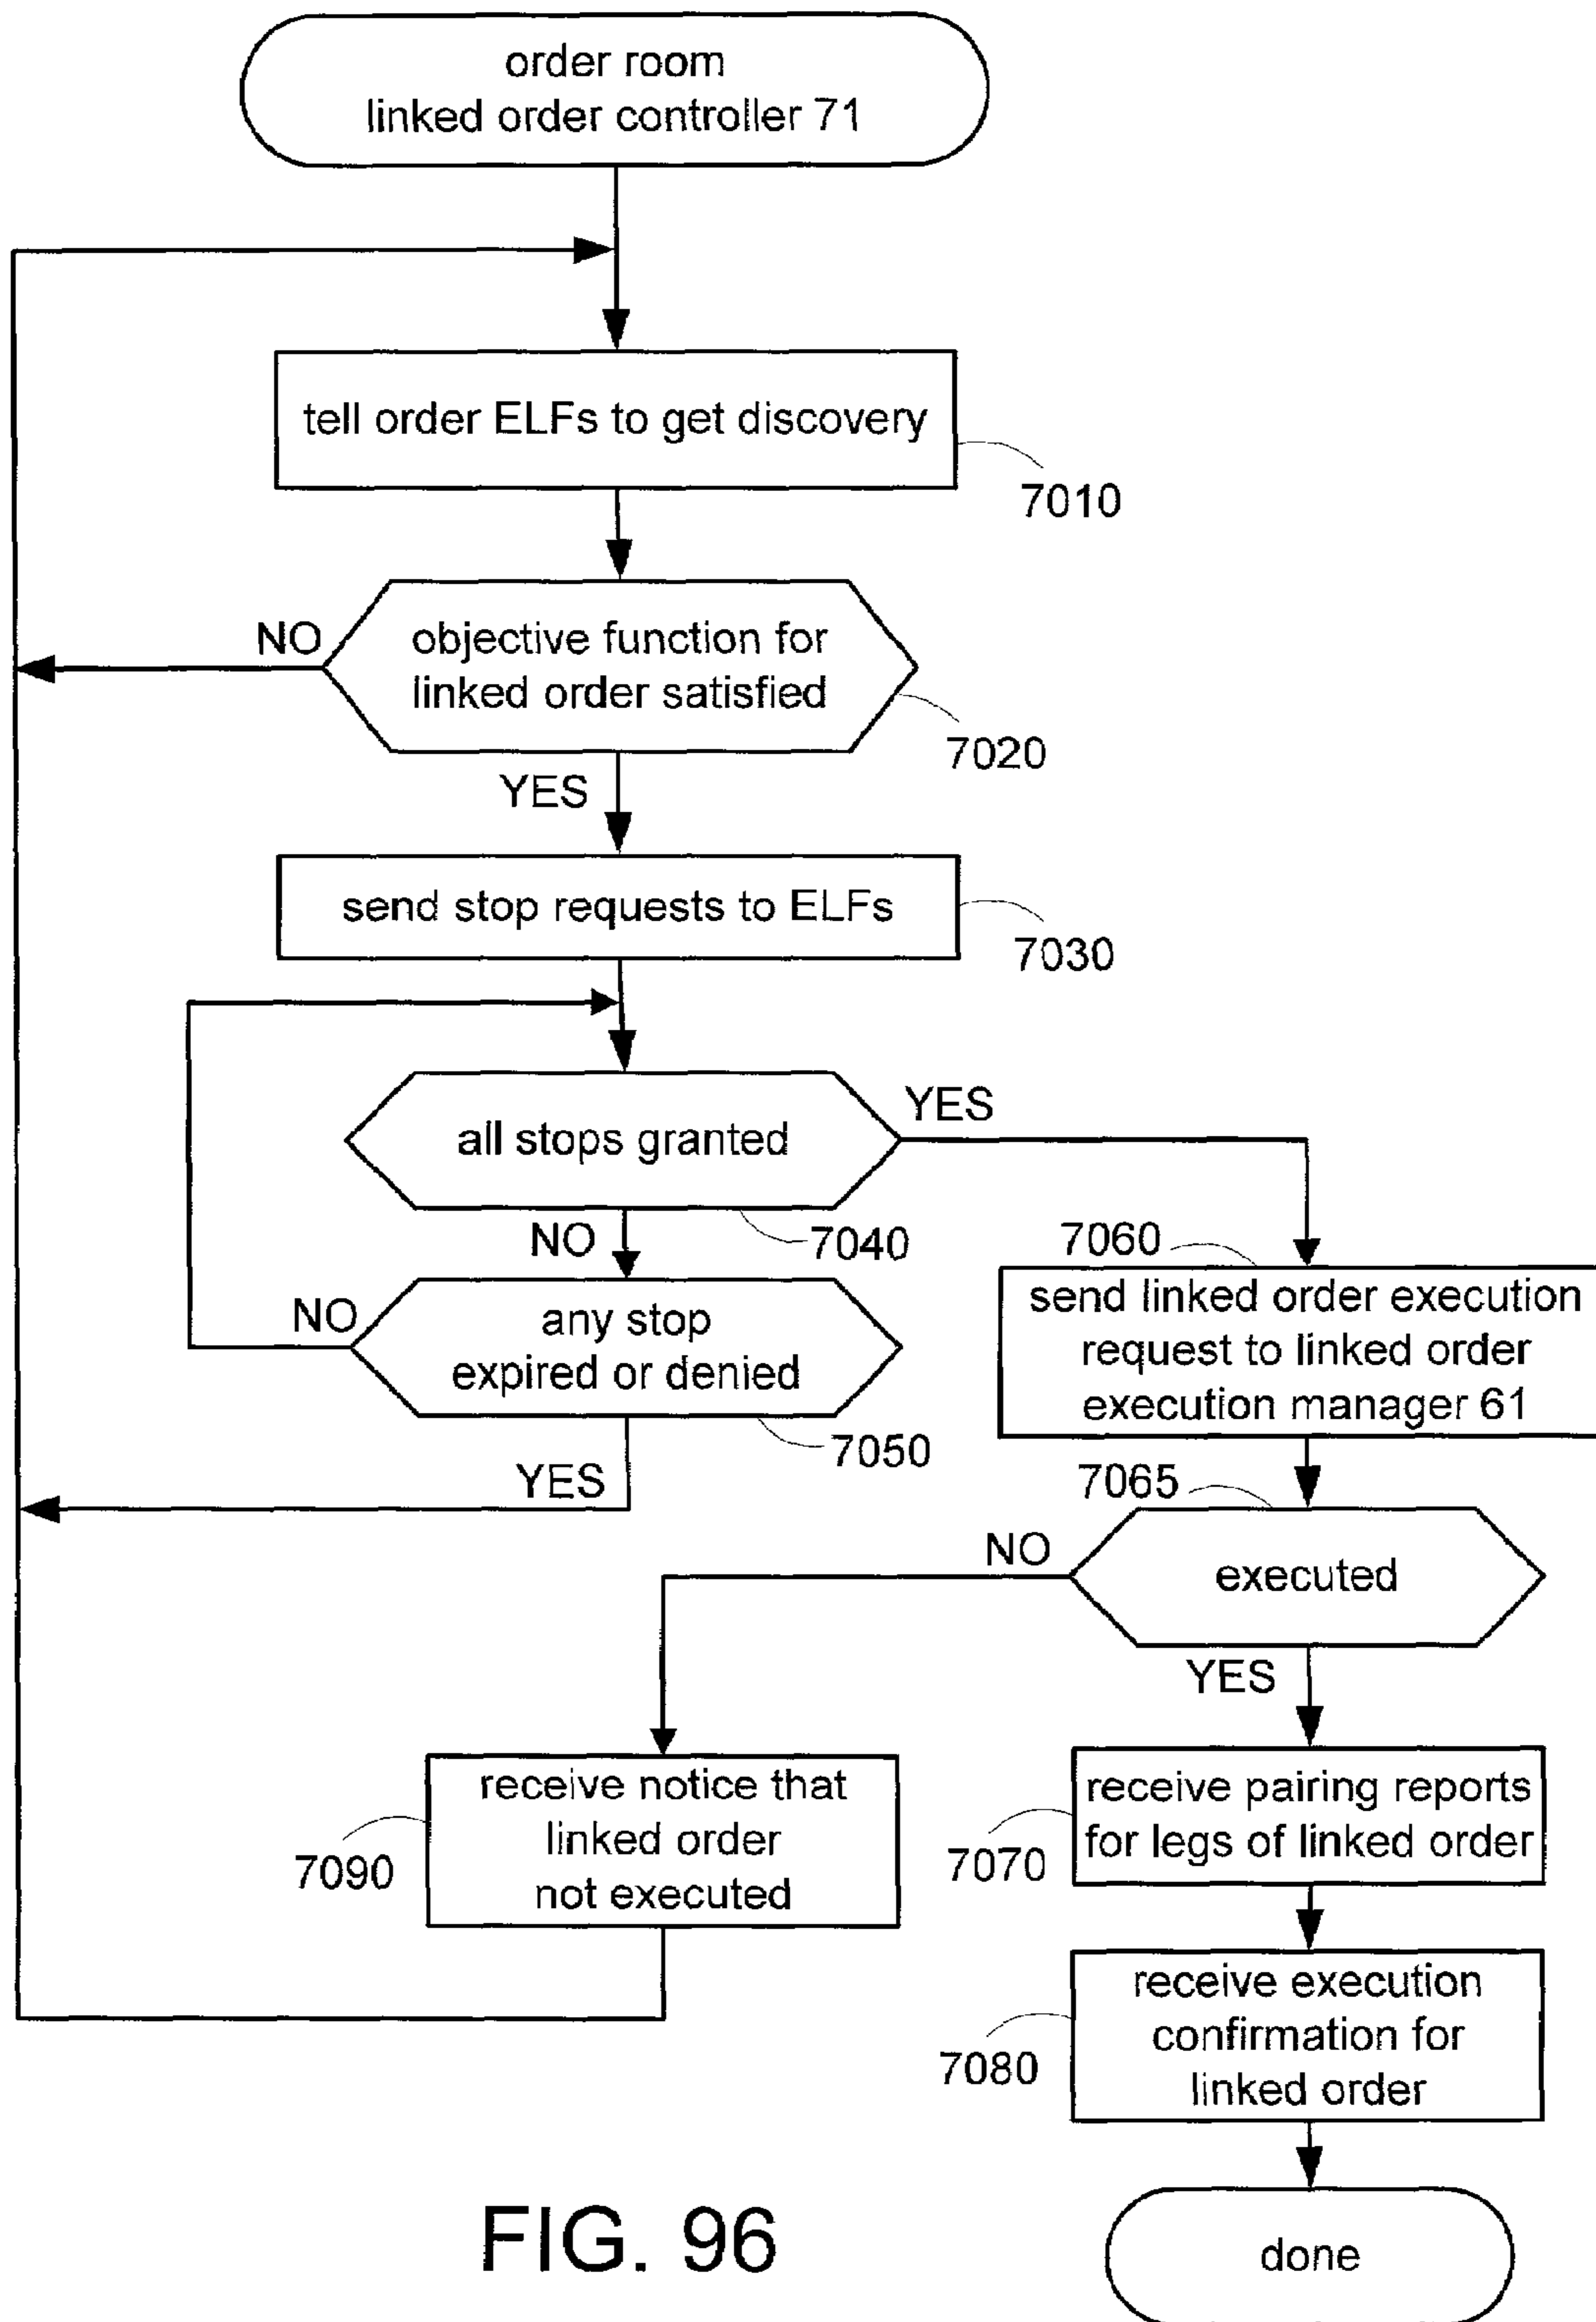 order room
linked order controller 71
tell order ELFs to get discovery
7010
NO
objective function for
linked order satisfied
7020
YES
send stop requests to ELFs
7030
all stops granted
YES
7040
NO
NO
any stop
expired or denied
7050
YES
7060
send linked order execution
request to linked order
execution manager 61
7065
NO
executed
YES
receive notice that
linked order
not executed
7090
receive pairing reports
for legs of linked order
7070
receive execution
confirmation for
linked order
7080
done
FIG. 96